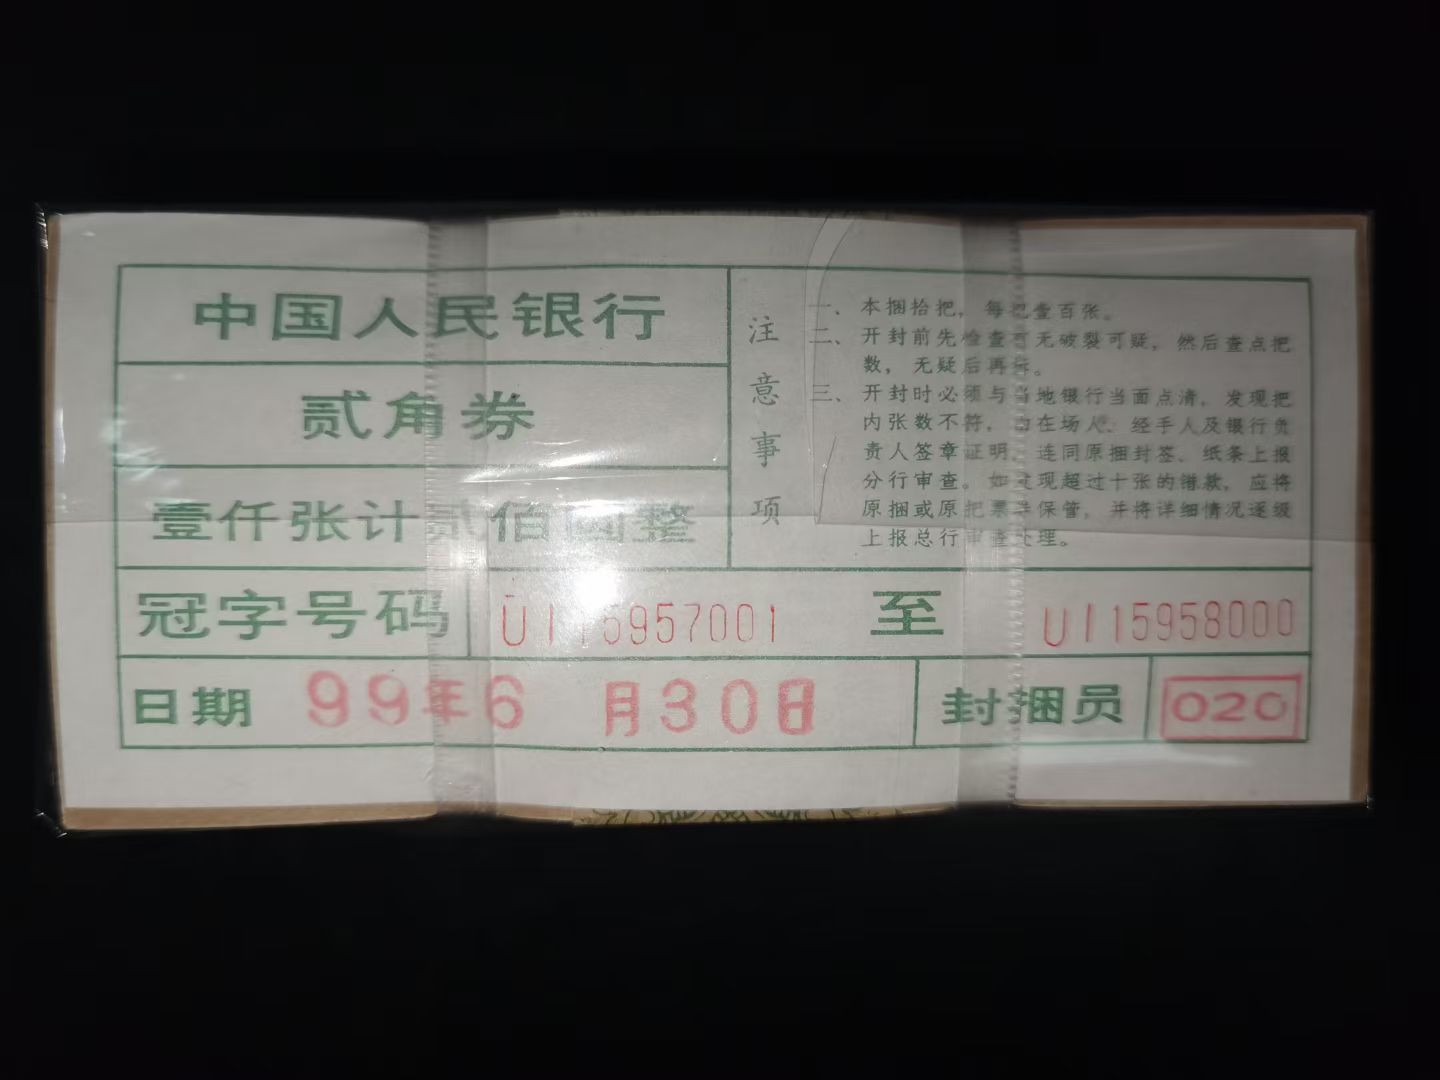 中国人民银行
贰角券
壹仟张计贰佰圆整
注意事项
一、本捆拾把，每把壹百张。
二、开封前先检查有无破裂可疑，然后查点把
数，无疑后再拆。
三、开封时必须与当地银行当面点清，发现把
内张数不符，由在场人、经手人及银行负
责人签章证明，连同原捆封签、纸条上报
分行审查。如发现超过十张的错款，应将
原捆或原把票券保管，并将详细情况逐级
上报总行审查处理。
冠字号码 UI15957001 至 UI15958000
日期 99年6月30日 封捆员 020